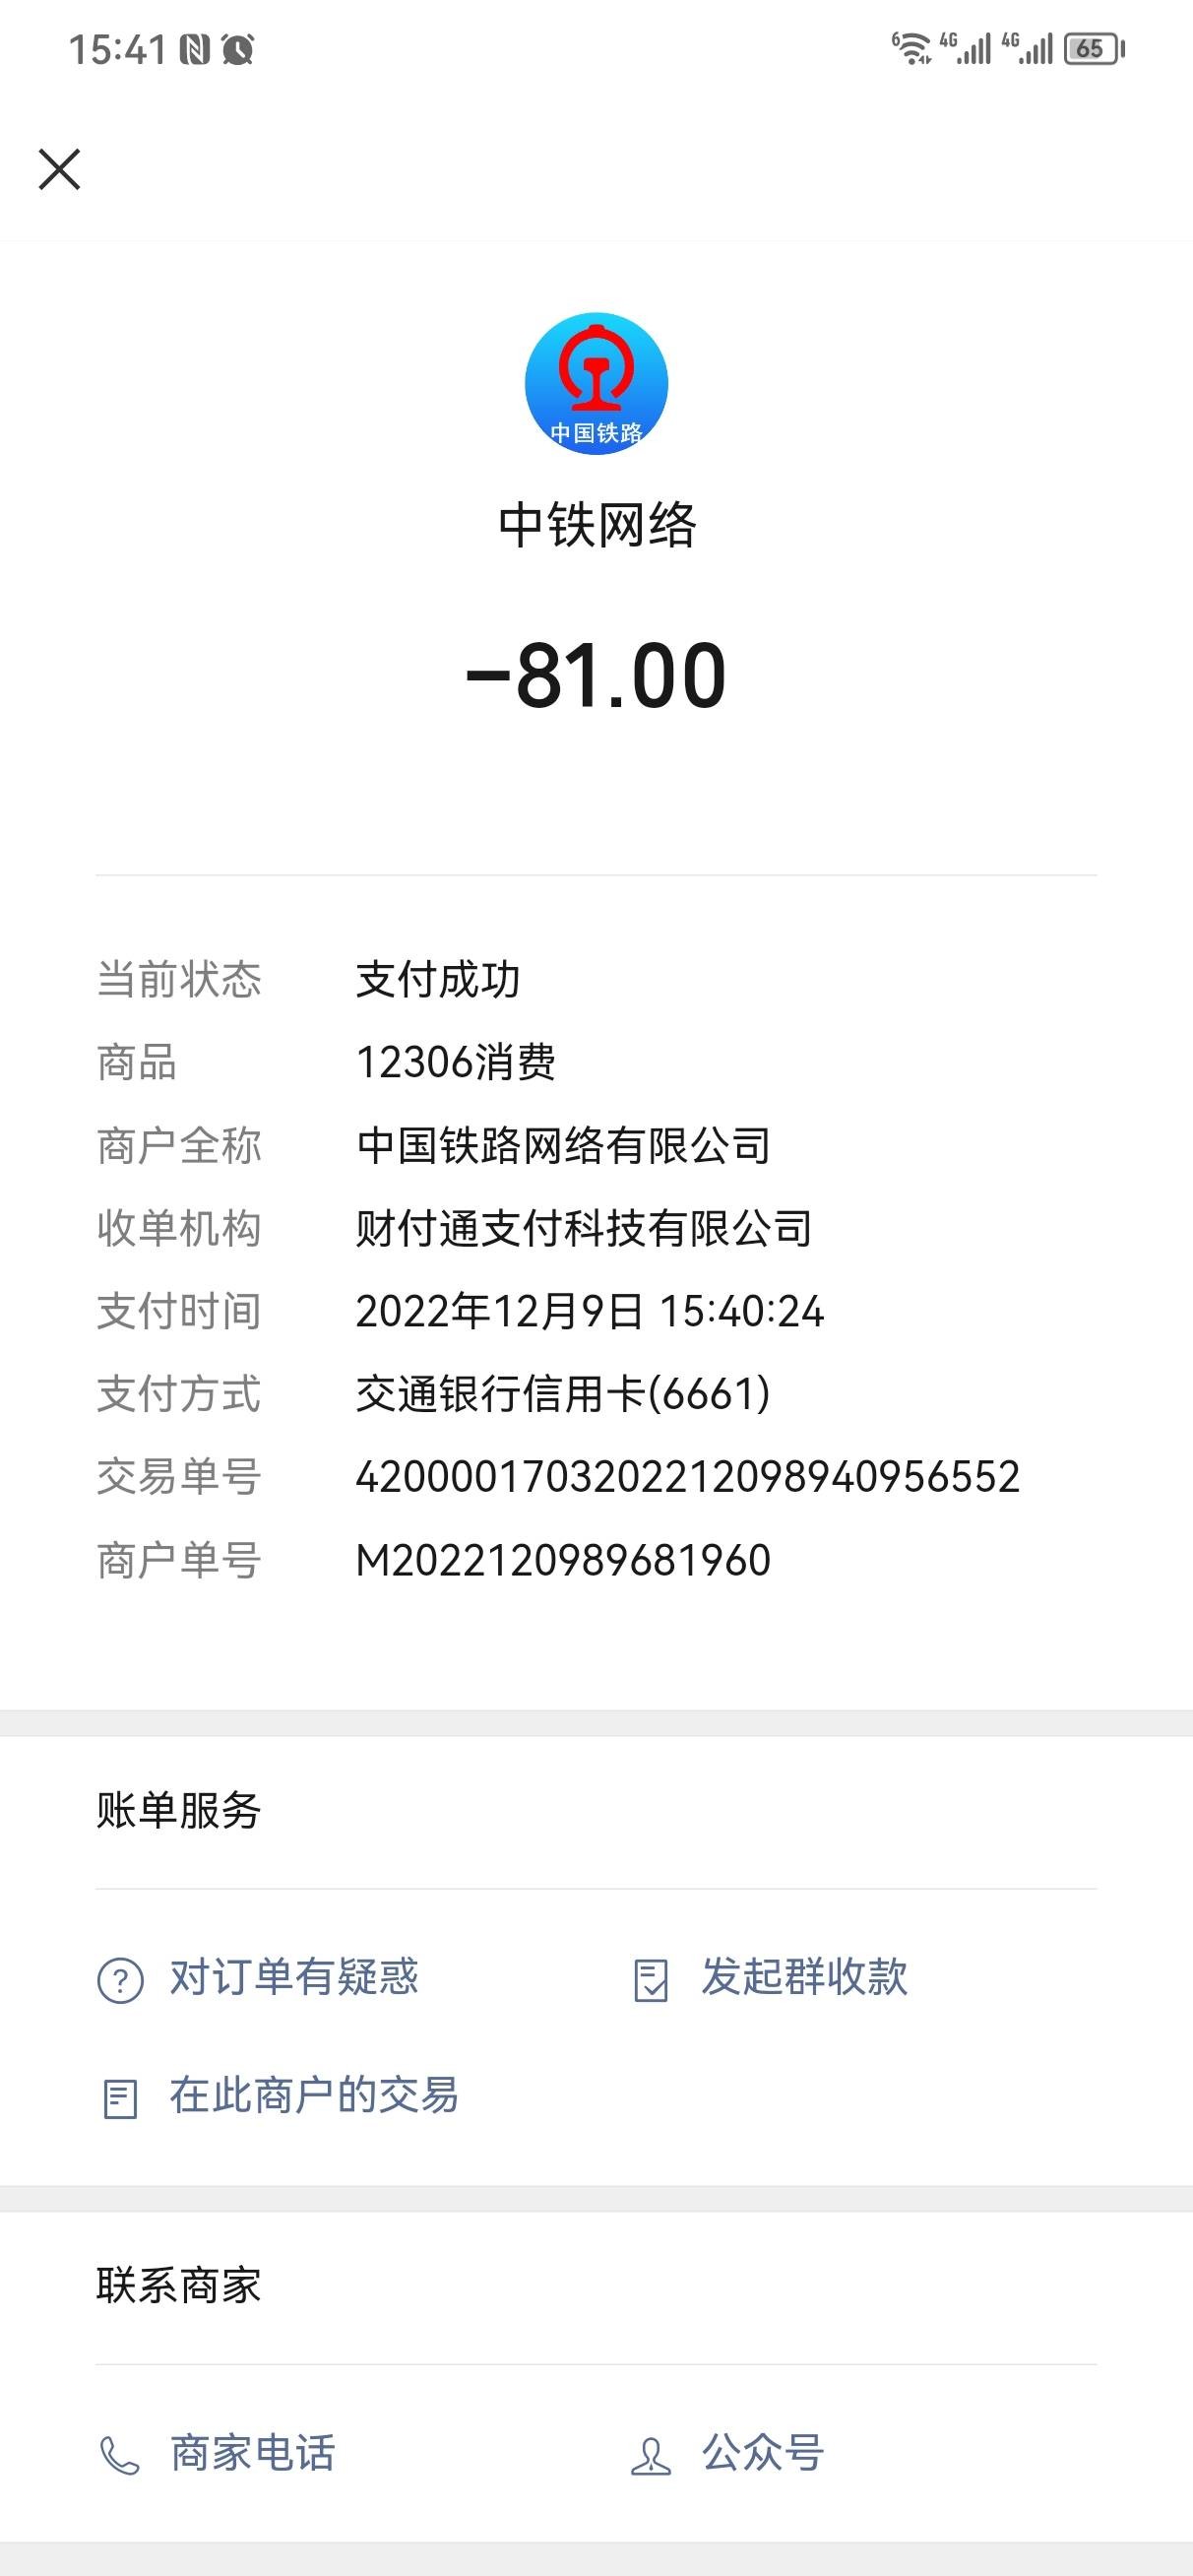 15:41
6 4G 4G 65
中国铁路
中铁网络
-81.00
当前状态 支付成功
商品 12306消费
商户全称 中国铁路网络有限公司
收单机构 财付通支付科技有限公司
支付时间 2022年12月9日 15:40:24
支付方式 交通银行信用卡(6661)
交易单号 4200001703202212098940956552
商户单号 M2022120989681960
账单服务
对订单有疑惑 发起群收款
在此商户的交易
联系商家
商家电话 公众号